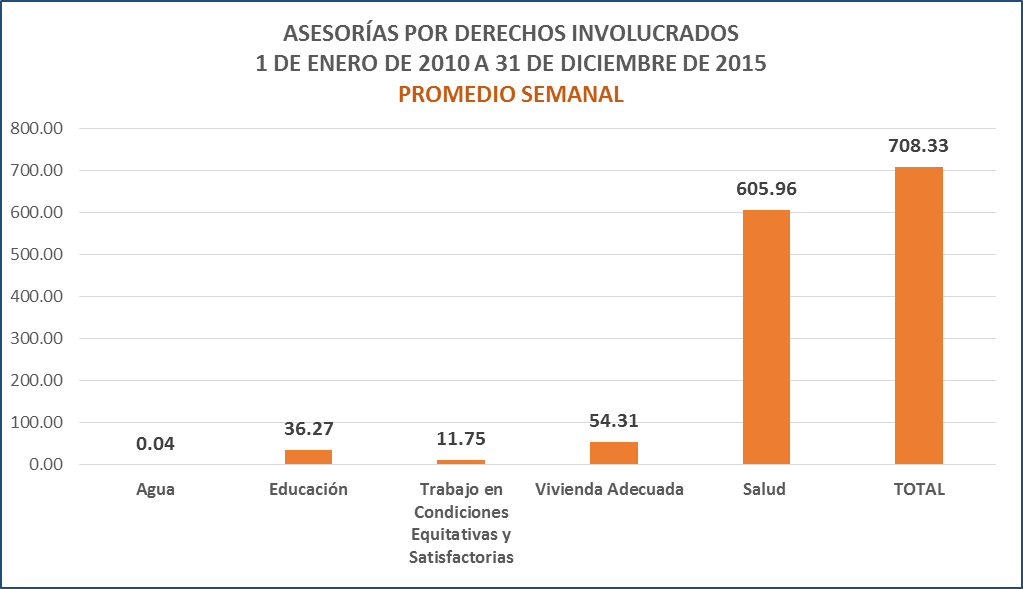 ASESORÍAS POR DERECHOS INVOLUCRADOS
1 DE ENERO DE 2010 A 31 DE DICIEMBRE DE 2015
PROMEDIO SEMANAL
800.00
700.00
600.00
500.00
400.00
300.00
200.00
100.00
0.00
0.04
36.27
11.75
54.31
605.96
708.33
Agua
Educación
Trabajo en
Condiciones
Equitativas y
Satisfactorias
Vivienda Adecuada
Salud
TOTAL